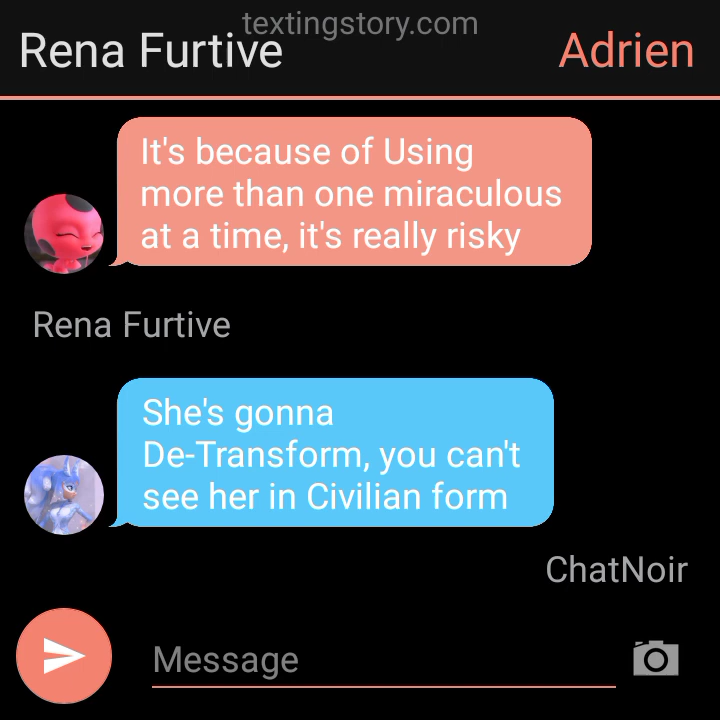 textingstory.com
Rena Furtive
Adrien
It's because of Using
more than one miraculous
at a time, it's really risky
Rena Furtive
She's gonna
De-Transform, you can't
see her in Civilian form
ChatNoir
Message